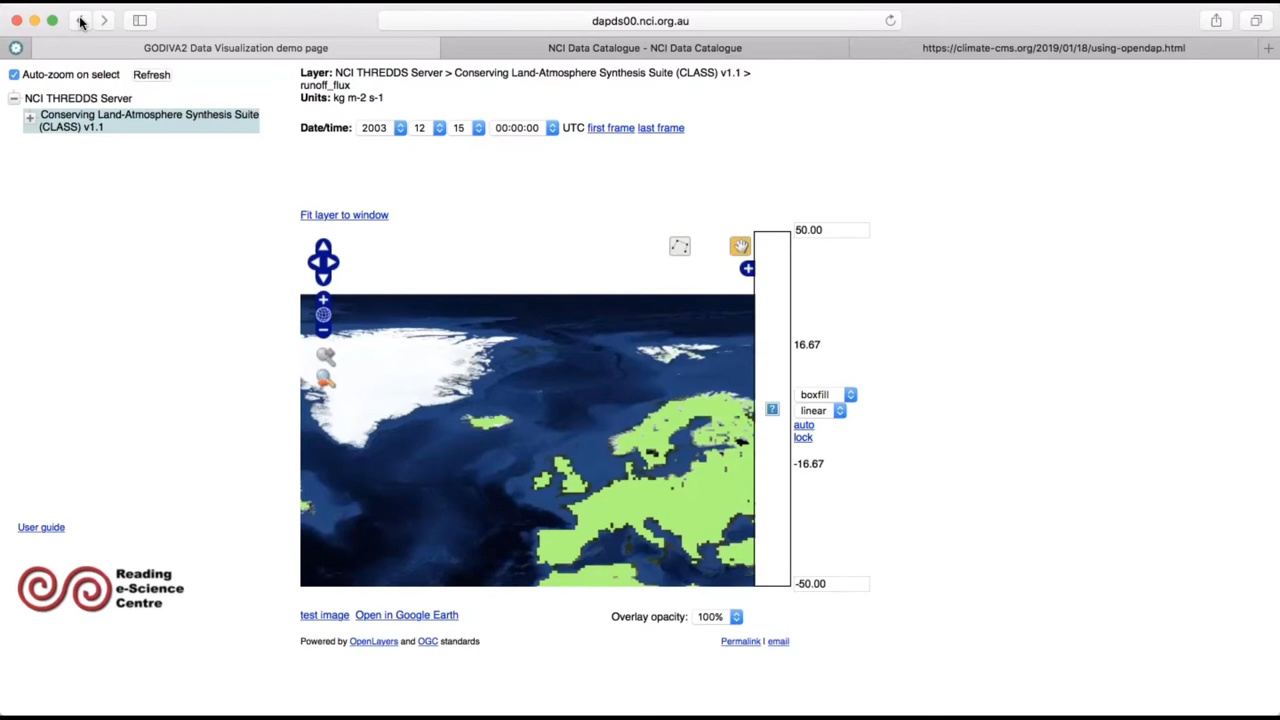 dapds00.nci.org.au
GODIVA2 Data Visualization demo page
NCI Data Catalogue - NCI Data Catalogue
https://climate-cms.org/2019/01/18/using-opendap.html
Auto-zoom on select
Refresh
NCI THREDDS Server
Conserving Land-Atmosphere Synthesis Suite
(CLASS) v1.1
Layer: NCI THREDDS Server > Conserving Land-Atmosphere Synthesis Suite (CLASS) v1.1 >
runoff_flux
Units: kg m-2 s-1
Date/time: 2003 12 15 00:00:00 UTC first frame last frame
Fit layer to window
50.00
16.67
boxfill
linear
auto
lock
-16.67
-50.00
User guide
Reading
e-Science
Centre
test image Open in Google Earth
Overlay opacity: 100%
Powered by OpenLayers and OGC standards
Permalink | email